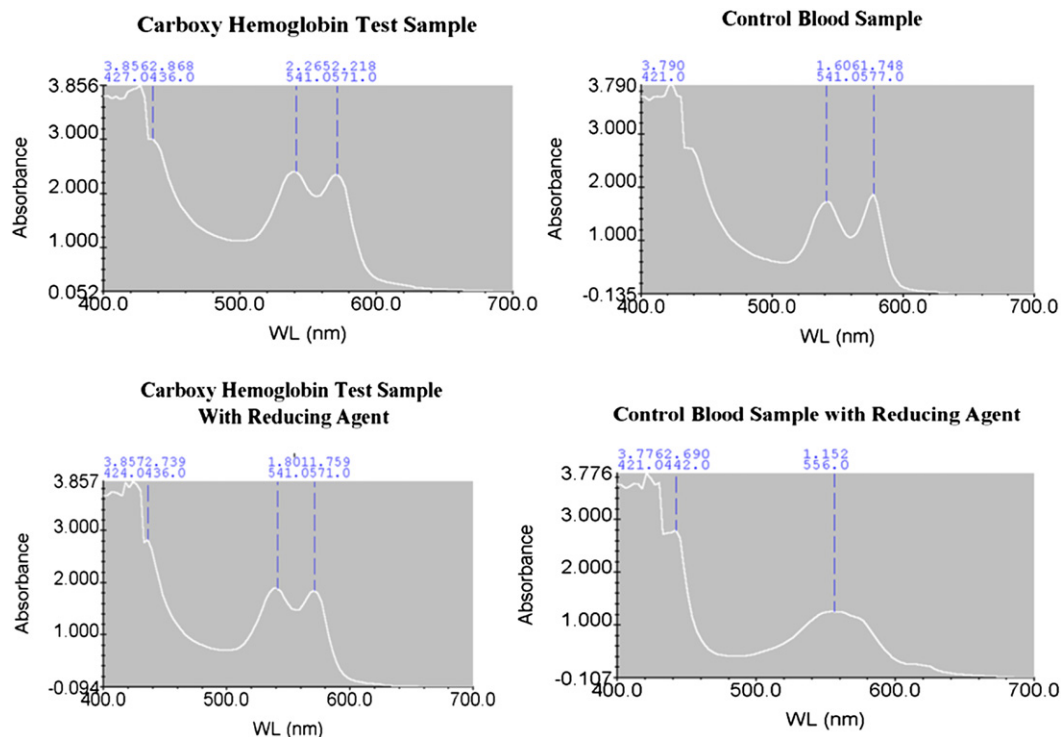 Carboxy Hemoglobin Test Sample
3.8562.868 2.2652.218
427.0436.0 541.0571.0
3.856
3.000
2.000
1.000
0.052
Absorbance
400.0 500.0 600.0 700.0
WL (nm)
Control Blood Sample
3.790 1.6061.748
421.0 541.0577.0
3.790
3.000
2.000
1.000
-0.135
Absorbance
400.0 500.0 600.0 700.0
WL (nm)
Carboxy Hemoglobin Test Sample
With Reducing Agent
3.8572.739 1.8011.759
424.0436.0 541.0571.0
3.857
3.000
2.000
1.000
-0.094
Absorbance
400.0 500.0 600.0 700.0
WL (nm)
Control Blood Sample with Reducing Agent
3.7762.690 1.152
421.0442.0 556.0
3.776
3.000
2.000
1.000
-0.107
Absorbance
400.0 500.0 600.0 700.0
WL (nm)